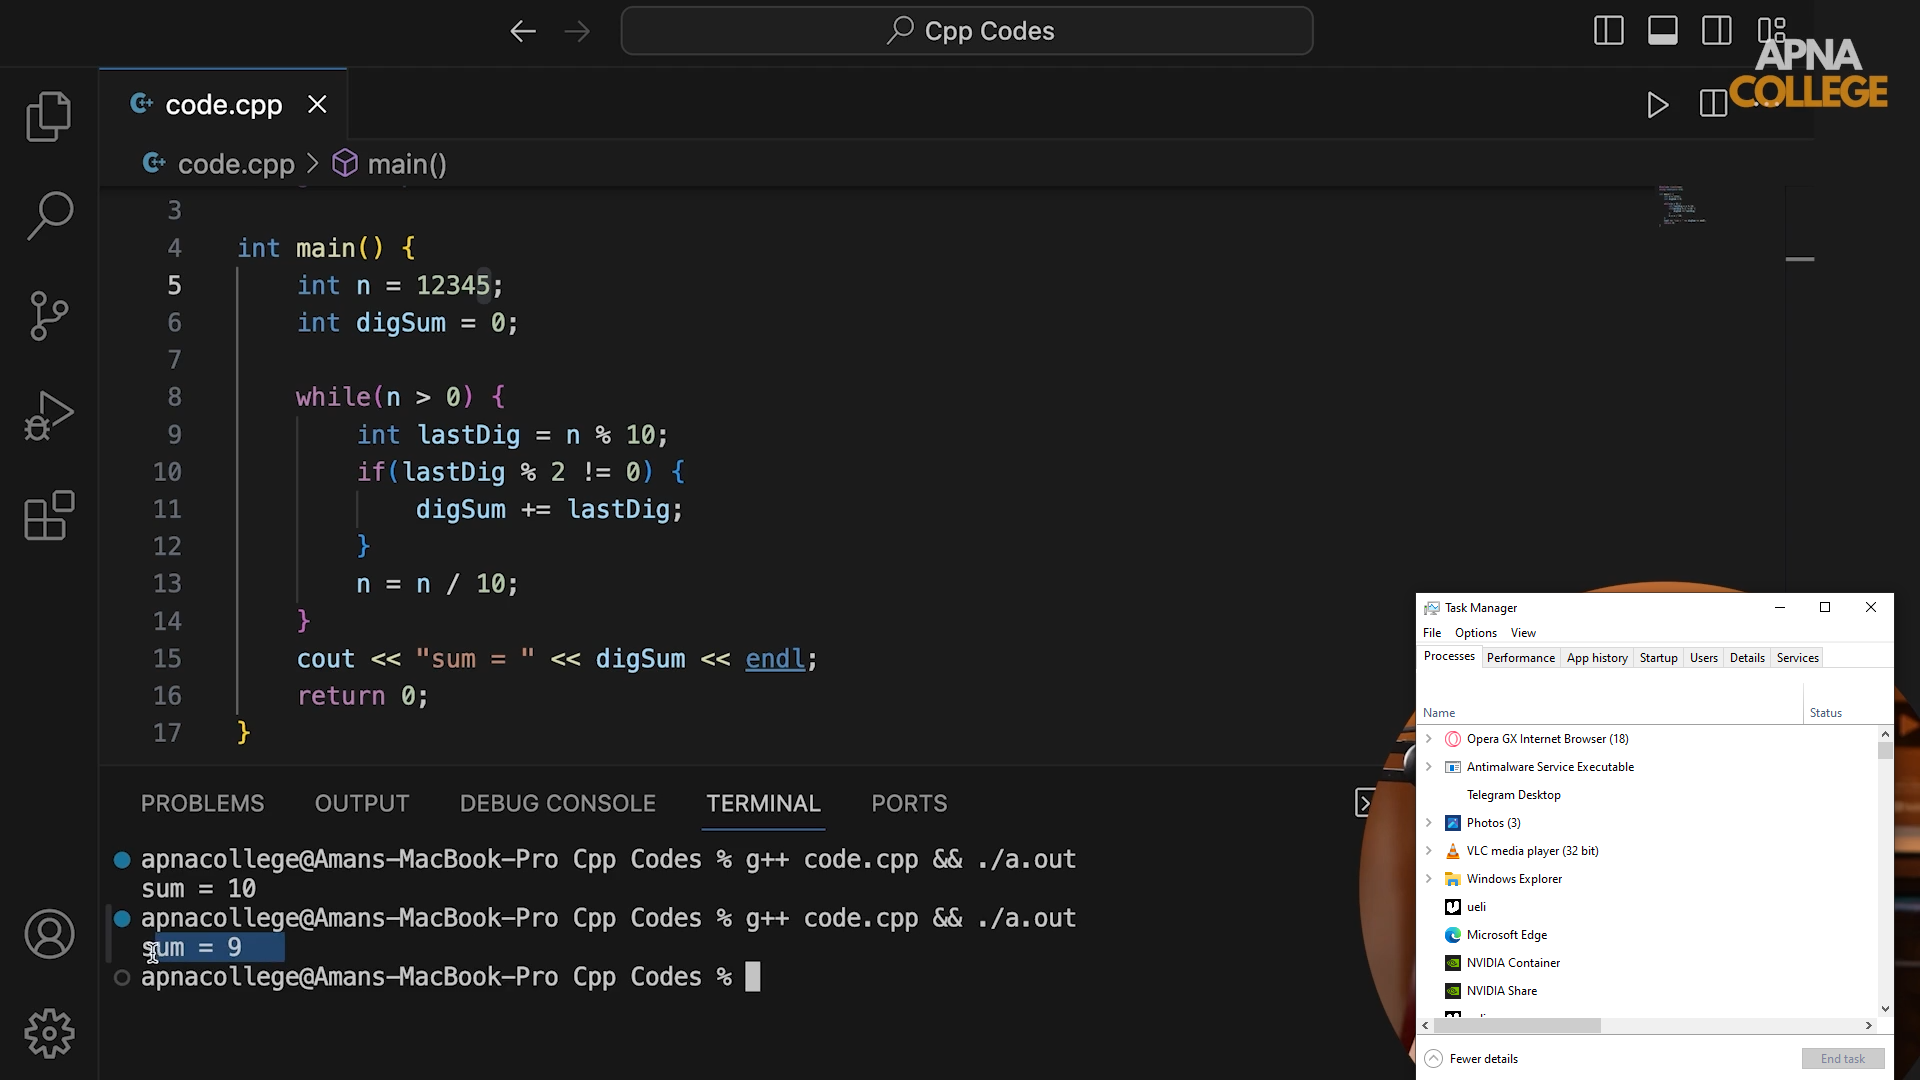 Cpp Codes
APNA
COLLEGE
code.cpp
code.cpp > main()
3
4 int main() {
5 int n = 12345;
6 int digSum = 0;
7
8 while(n > 0) {
9 int lastDig = n % 10;
10 if(lastDig % 2 != 0) {
11 digSum += lastDig;
12 }
13 n = n / 10;
14 }
15 cout << "sum = " << digSum << endl;
16 return 0;
17 }
PROBLEMS OUTPUT DEBUG CONSOLE TERMINAL PORTS
apnacollege@Amans-MacBook-Pro Cpp Codes % g++ code.cpp && ./a.out
sum = 10
apnacollege@Amans-MacBook-Pro Cpp Codes % g++ code.cpp && ./a.out
sum = 9
apnacollege@Amans-MacBook-Pro Cpp Codes %
Task Manager
File Options View
Processes Performance App history Startup Users Details Services
Name Status
Opera GX Internet Browser (18)
Antimalware Service Executable
Telegram Desktop
Photos (3)
VLC media player (32 bit)
Windows Explorer
ueli
Microsoft Edge
NVIDIA Container
NVIDIA Share
Fewer details End task